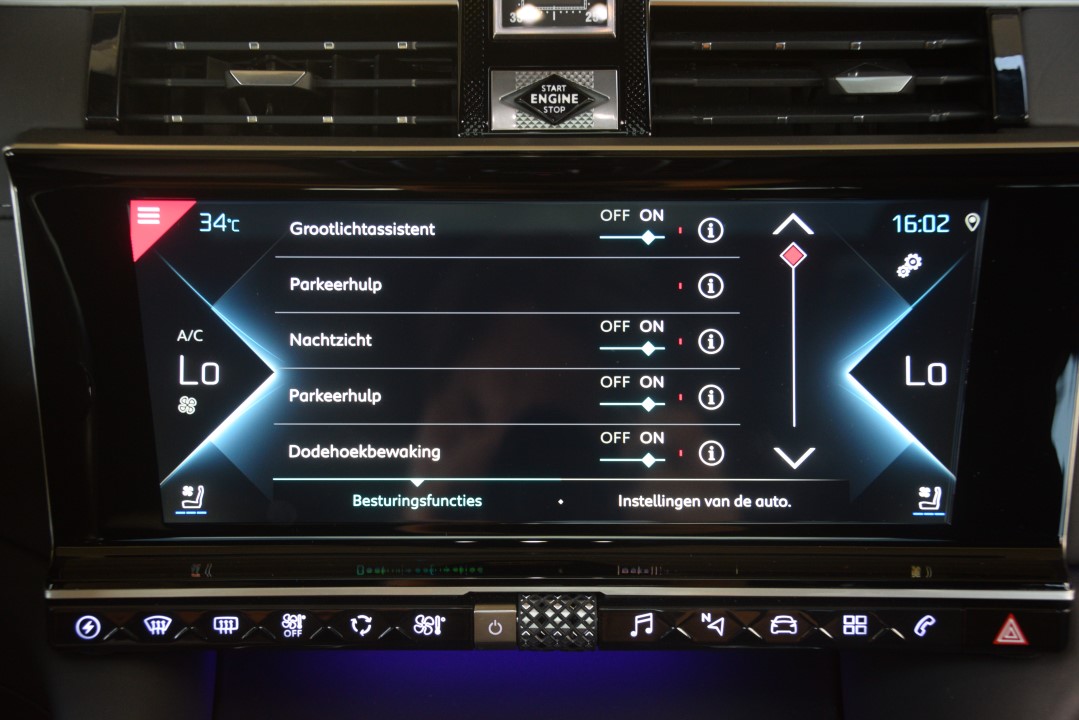 START
ENGINE
STOP
34°C
16:02
Grootlichtassistent OFF ON
Parkeerhulp
Nachtzicht OFF ON
Parkeerhulp OFF ON
Dodehoekbewaking OFF ON
A/C
Lo
Lo
Besturingsfuncties
Instellingen van de auto.
OFF
N